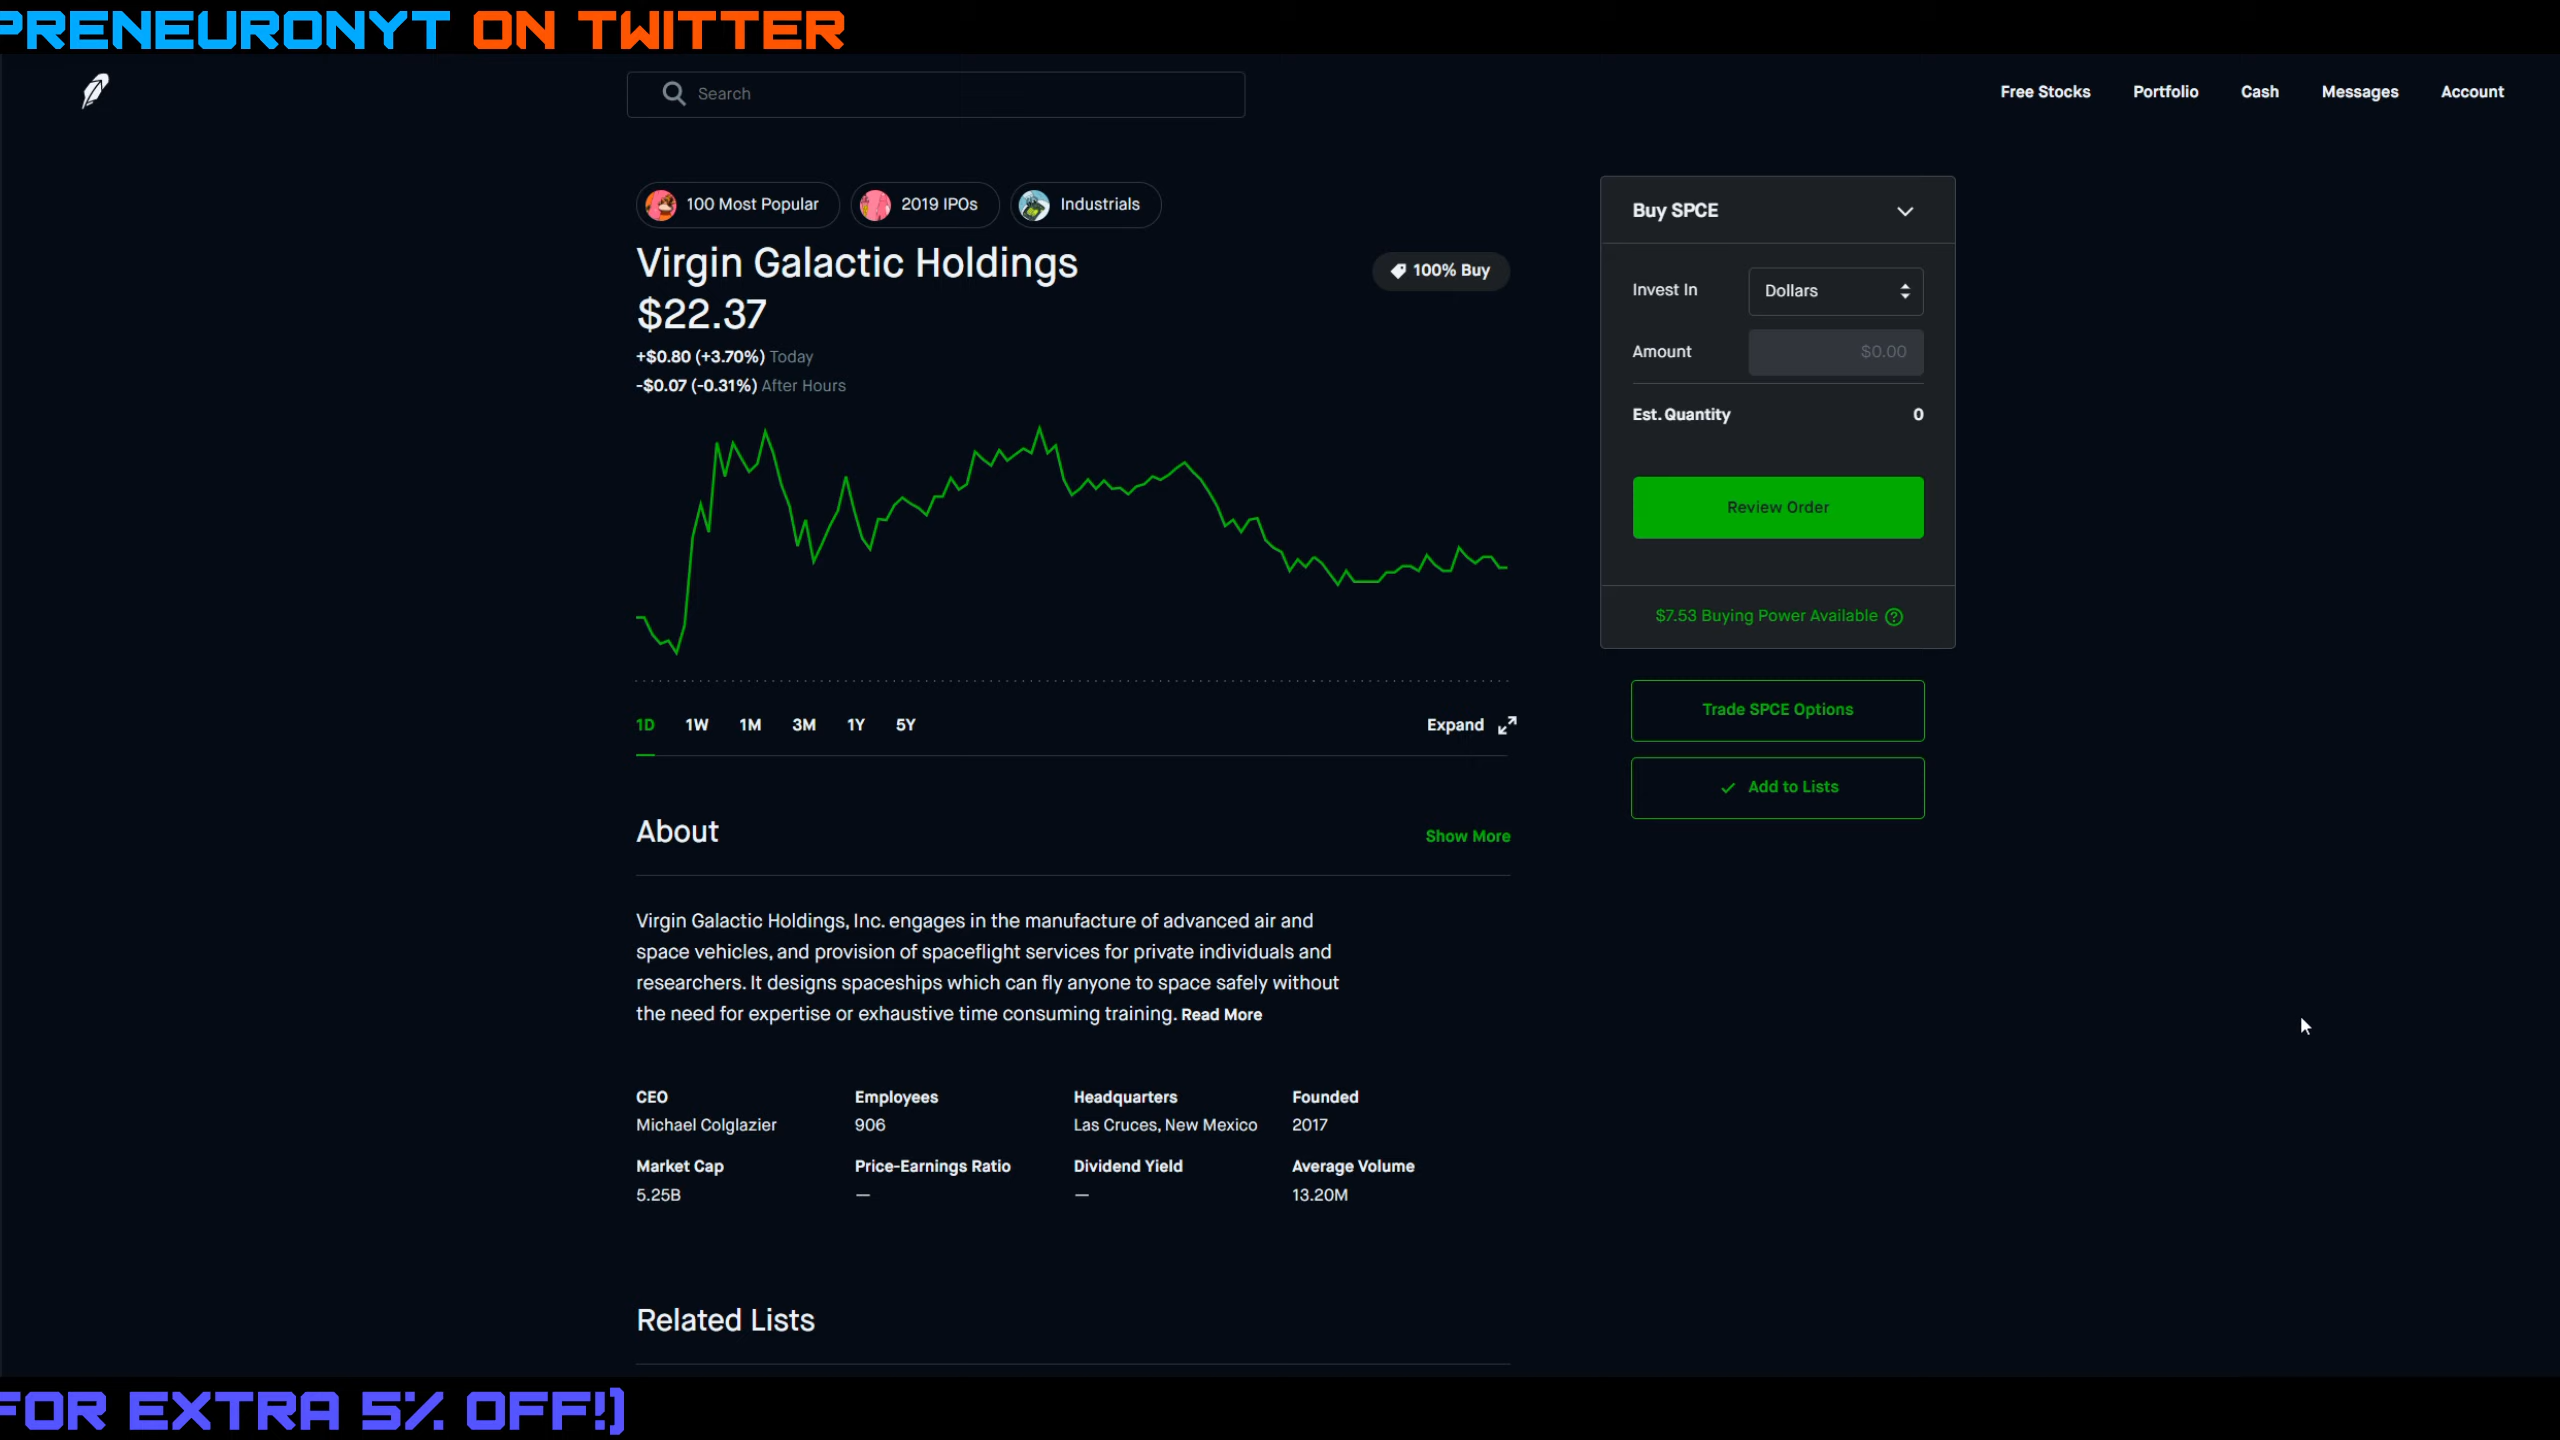 PRENEURONYT ON TWITTER
Search
Free Stocks
Portfolio
Cash
Messages
Account
100 Most Popular
2019 IPOs
Industrials
Virgin Galactic Holdings
$22.37
100% Buy
+$0.80 (+3.70%) Today
-$0.07 (-0.31%) After Hours
1D
1W
1M
3M
1Y
5Y
Expand
Buy SPCE
Invest In
Dollars
Amount
$0.00
Est. Quantity
0
Review Order
$7.53 Buying Power Available
Trade SPCE Options
Add to Lists
About
Show More
Virgin Galactic Holdings, Inc. engages in the manufacture of advanced air and
space vehicles, and provision of spaceflight services for private individuals and
researchers. It designs spaceships which can fly anyone to space safely without
the need for expertise or exhaustive time consuming training. Read More
CEO
Michael Colglazier
Employees
906
Headquarters
Las Cruces, New Mexico
Founded
2017
Market Cap
5.25B
Price-Earnings Ratio
—
Dividend Yield
—
Average Volume
13.20M
Related Lists
FOR EXTRA 5% OFF!)